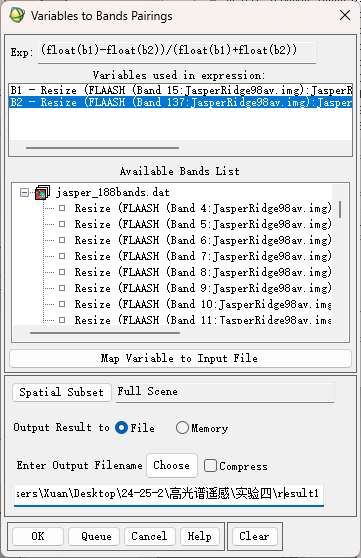 Variables to Bands Pairings
Exp: (float(b1)-float(b2))/(float(b1)+float(b2))
Variables used in expression:
B1 - Resize (FLAASH (Band 15:JasperRidge98av.img):JasperR
B2 - Resize (FLAASH (Band 137:JasperRidge98av.img):Jasper
Available Bands List
jasper_188bands.dat
Resize (FLAASH (Band 4:JasperRidge98av.img)
Resize (FLAASH (Band 5:JasperRidge98av.img)
Resize (FLAASH (Band 6:JasperRidge98av.img)
Resize (FLAASH (Band 7:JasperRidge98av.img)
Resize (FLAASH (Band 8:JasperRidge98av.img)
Resize (FLAASH (Band 9:JasperRidge98av.img)
Resize (FLAASH (Band 10:JasperRidge98av.img
Resize (FLAASH (Band 11:JasperRidge98av.img
Map Variable to Input File
Spatial Subset Full Scene
Output Result to File Memory
Enter Output Filename Choose Compress
sers\Xuan\Desktop\24-25-2\高光谱遥感\实验四\result1
OK Queue Cancel Help Clear